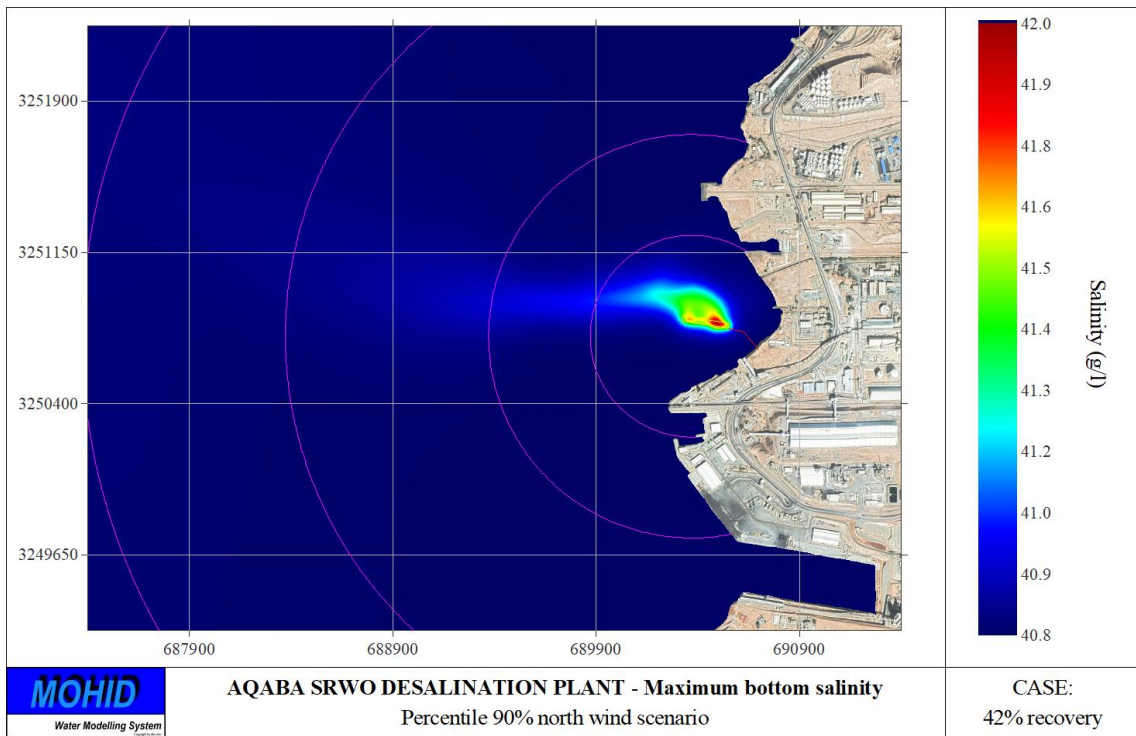 3251900
3251150
3250400
3249650
687900
688900
689900
690900
42.0
41.9
41.8
41.6
41.5
41.4
41.3
41.2
41.0
40.9
40.8
Salinity (g/l)
MOHID
Water Modelling System
AQABA SRWO DESALINATION PLANT - Maximum bottom salinity
Percentile 90% north wind scenario
CASE:
42% recovery